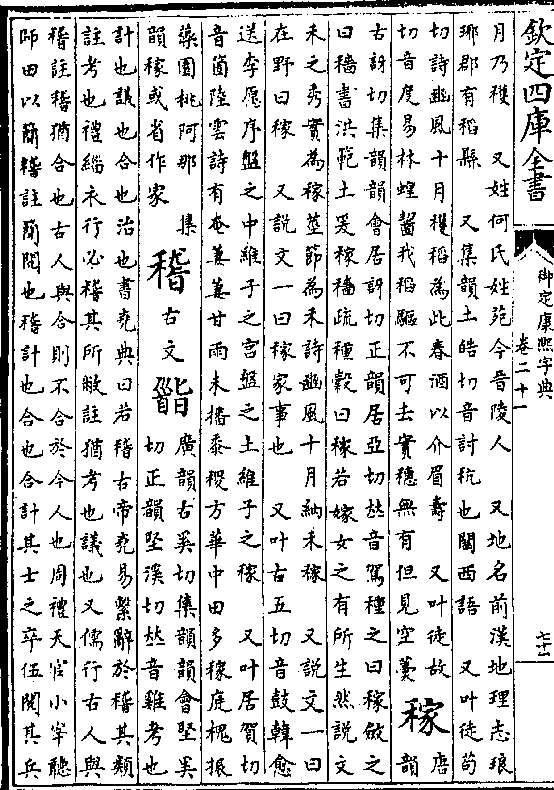 欽定四庫全書
御定康熙字典
卷二十一
七十二
月乃穫　又姓何氏姓苑今晉陵人　又地名前漢地理志琅
琊郡有稻縣　又集韻土皓切音討秔也關西語　又叶徒苟
切詩豳風十月穫稻為此春酒以介眉壽　又叶徒故
切音度易林蝗齧我稻驅不可去實穗無有但見空藁
稼
唐韻
古訝切集韻韻會居訝切正韻居亞切𠀤音駕種之曰稼斂之
曰穡書洪範土爰稼穡疏種穀曰稼若嫁女之有所生然說文
禾之秀實為稼莖節為禾詩豳風十月納禾稼　又說文一曰
在野曰稼　又說文一曰稼家事也　又叶古五切音鼓韓愈
送李愿序盤之中維子之宮盤之土維子之稼　又叶居賀切
音箇陸雲詩有奄萋萋甘雨未播黍稷方華中田多稼庭槐振
藻園桃阿那　集韻稼或省作家
稽
古文
𥡴
廣韻古奚切集韻韻會堅奚
切正韻堅溪切𠀤音雞考也
計也議也合也治也書堯典曰若稽古帝堯易繫辭於稽其類
註考也禮緇衣行必稽其所敝註猶考也議也又儒行古人與
稽註稽猶合也古人與合則不合於今人也周禮天官小宰聽
師田以簡稽註簡閱也稽計也合也合計其士之卒伍閱其兵